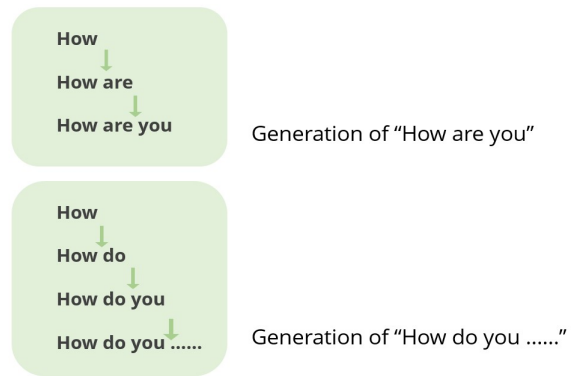 How
How are
How are you
Generation of “How are you”
How
How do
How do you
How do you ......
Generation of “How do you ......”